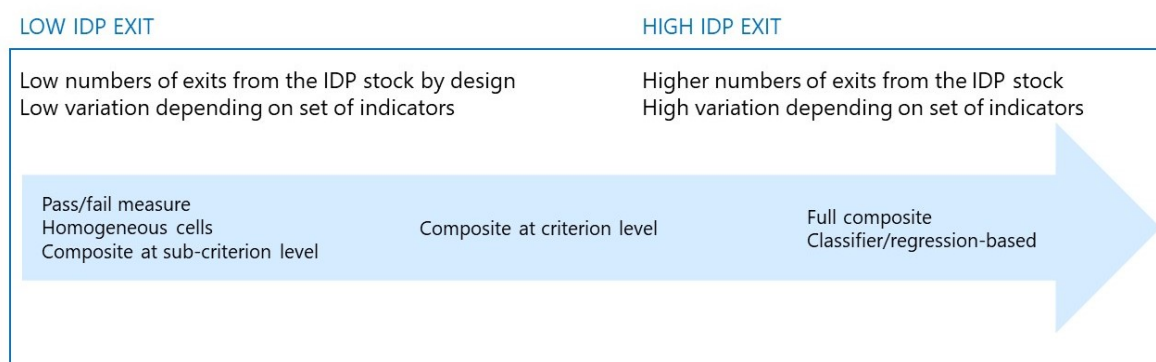 LOW IDP EXIT
HIGH IDP EXIT
Low numbers of exits from the IDP stock by design
Low variation depending on set of indicators
Higher numbers of exits from the IDP stock
High variation depending on set of indicators
Pass/fail measure
Homogeneous cells
Composite at sub-criterion level
Composite at criterion level
Full composite
Classifier/regression-based